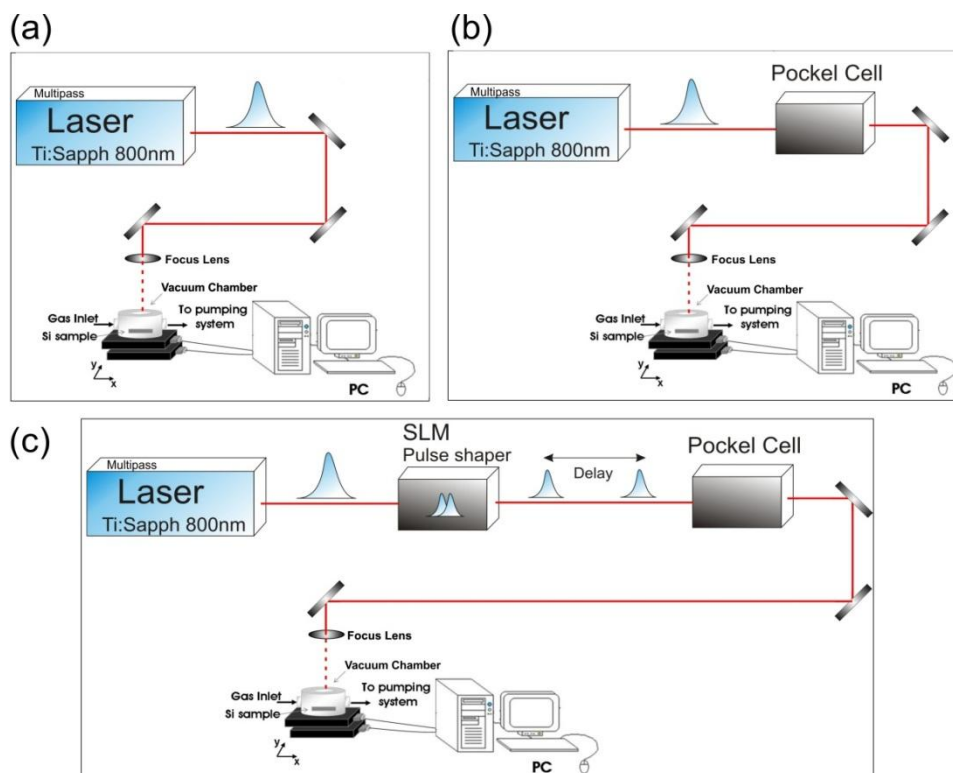 (a)
Multipass
Laser
Ti:Sapph 800nm
Focus Lens
Vacuum Chamber
Gas Inlet
To pumping
system
Si sample
y
x
PC
(b)
Pockel Cell
Multipass
Laser
Ti:Sapph 800nm
Focus Lens
Vacuum Chamber
Gas Inlet
To pumping
system
Si sample
y
x
PC
(c)
SLM
Pulse shaper
Pockel Cell
Multipass
Laser
Ti:Sapph 800nm
Delay
Focus Lens
Vacuum Chamber
Gas Inlet
To pumping
system
Si sample
y
x
PC